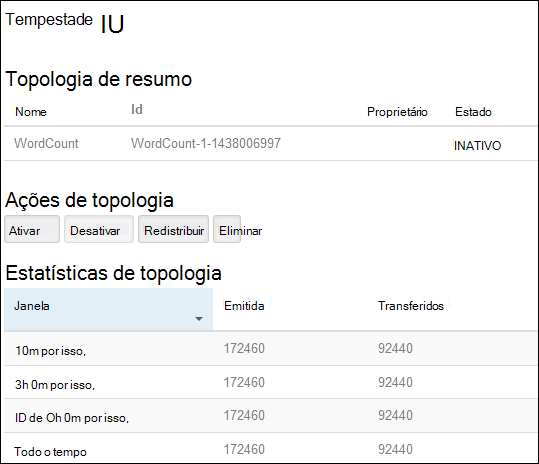 Tempestade IU
Topologia de resumo
Nome Id Proprietário Estado
WordCount WordCount-1-1438006997 INATIVO
Ações de topologia
Ativar Desativar Redistribuir Eliminar
Estatísticas de topologia
Janela Emitida Transferidos
10m por isso, 172460 92440
3h 0m por isso, 172460 92440
ID de Oh 0m por isso, 172460 92440
Todo o tempo 172460 92440